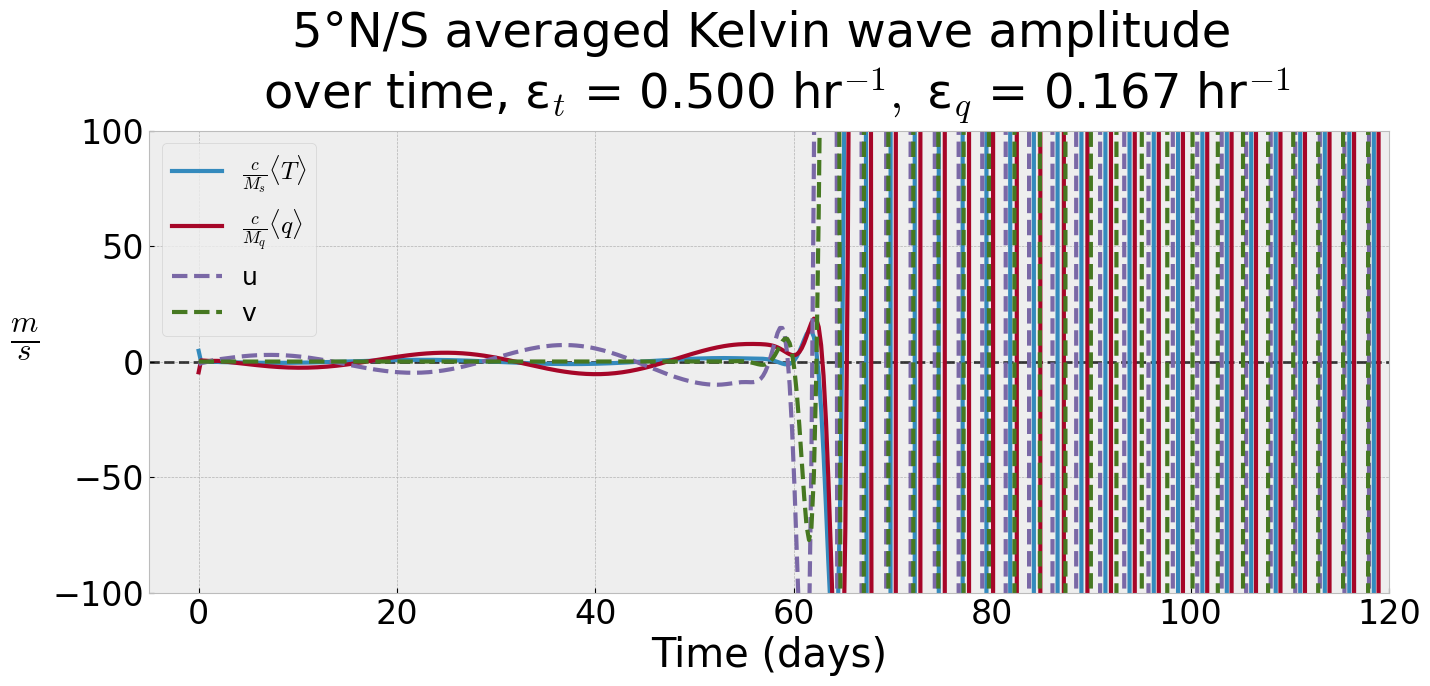 5°N/S averaged Kelvin wave amplitude
over time, ε_t = 0.500 hr⁻¹, ε_q = 0.167 hr⁻¹
100
50
0
−50
−100
m/s
c/M_s ⟨T⟩
c/M_q ⟨q⟩
u
v
0 20 40 60 80 100 120
Time (days)